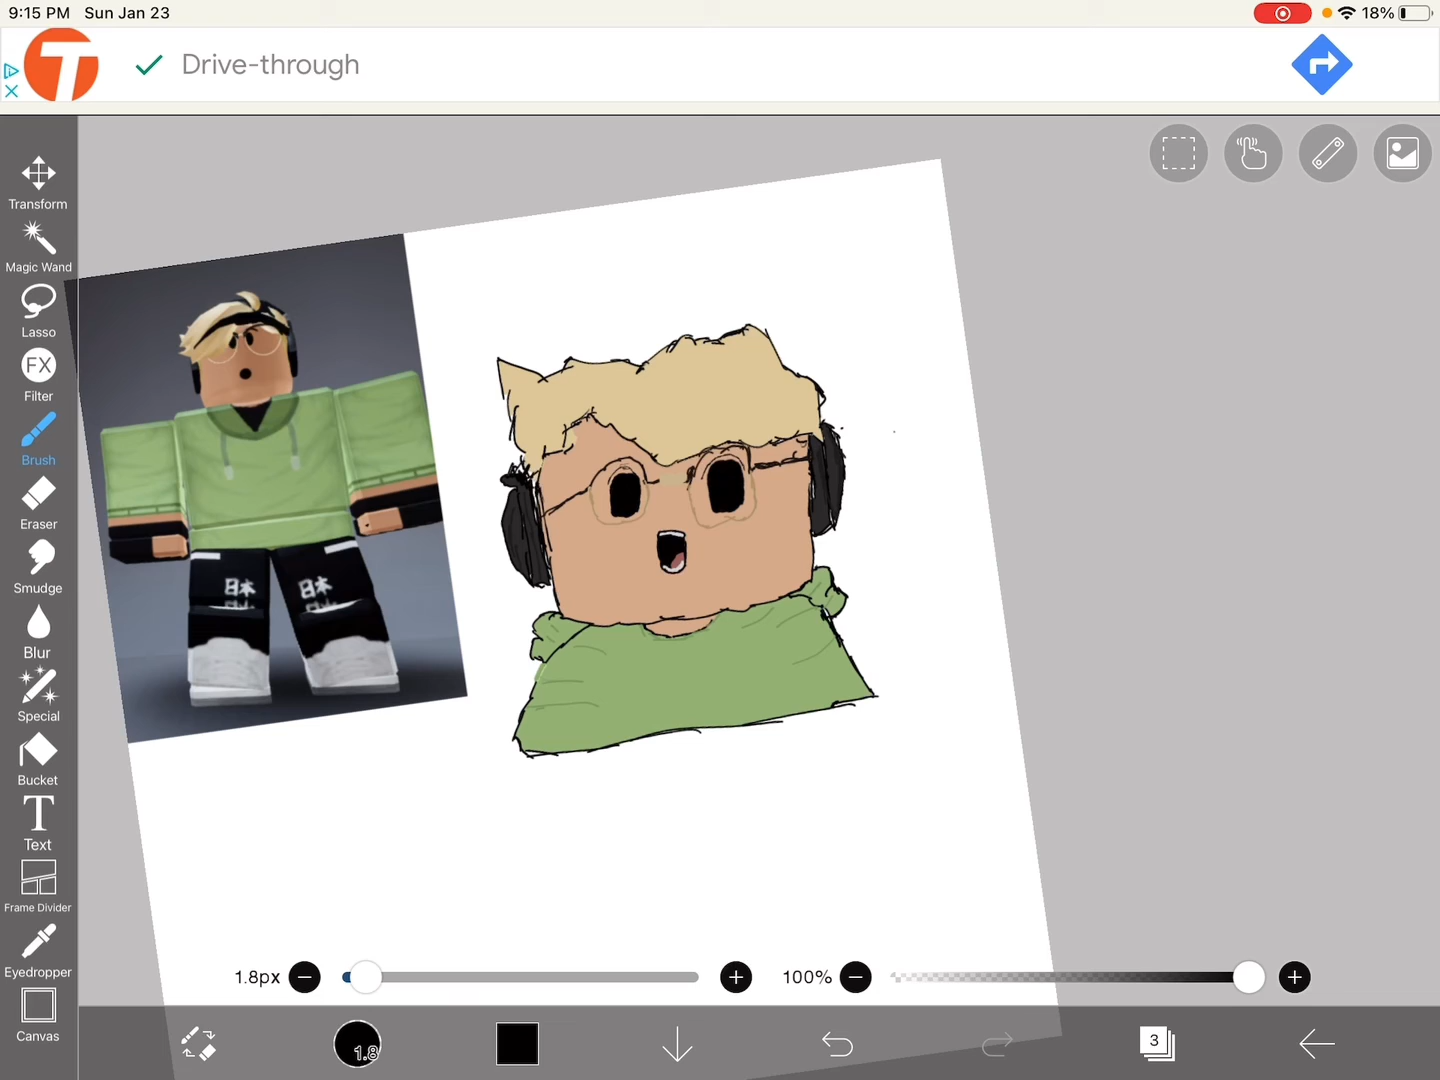 9:15 PM Sun Jan 23
18%
T
Drive-through
Transform
Magic Wand
Lasso
FX
Filter
Brush
Eraser
Smudge
Blur
Special
Bucket
T
Text
Frame Divider
Eyedropper
Canvas
日本
日本
1.8px
100%
1.8
3